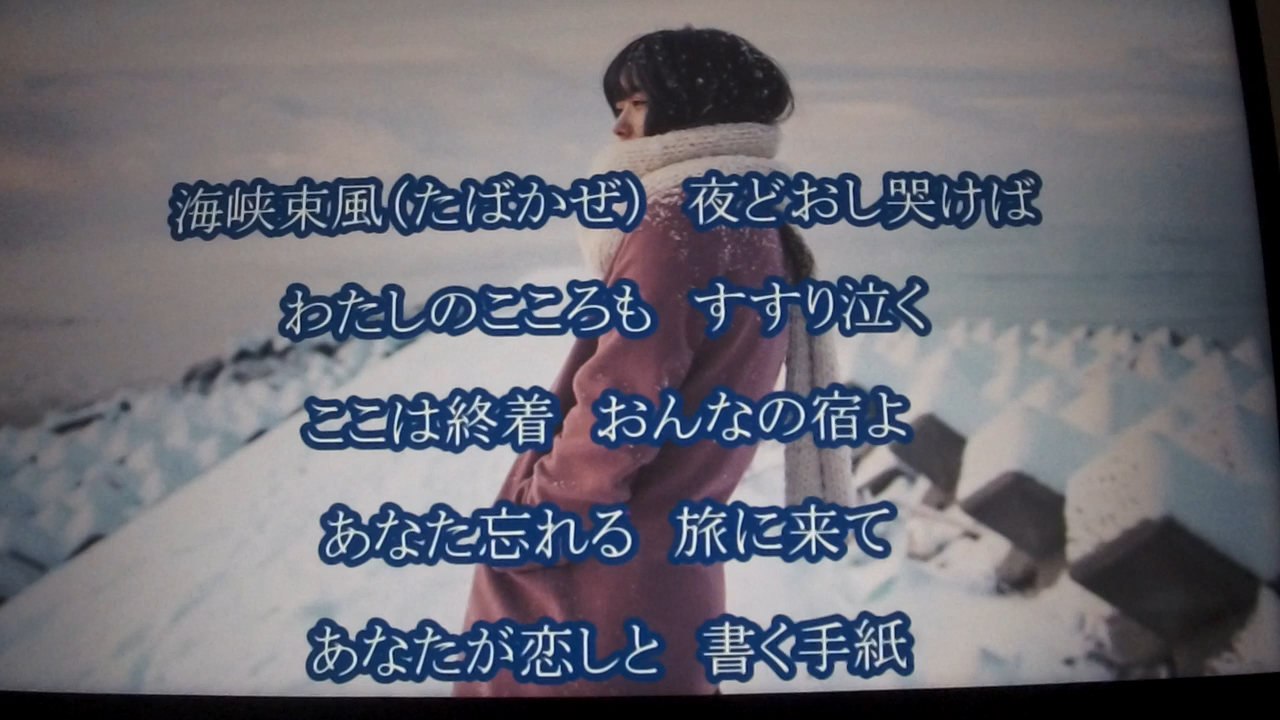 海峡束風(たばかぜ) 夜どおし哭けば
わたしのこころも すすり泣く
ここは終着 おんなの宿よ
あなた忘れる 旅に来て
あなたが恋しと 書く手紙